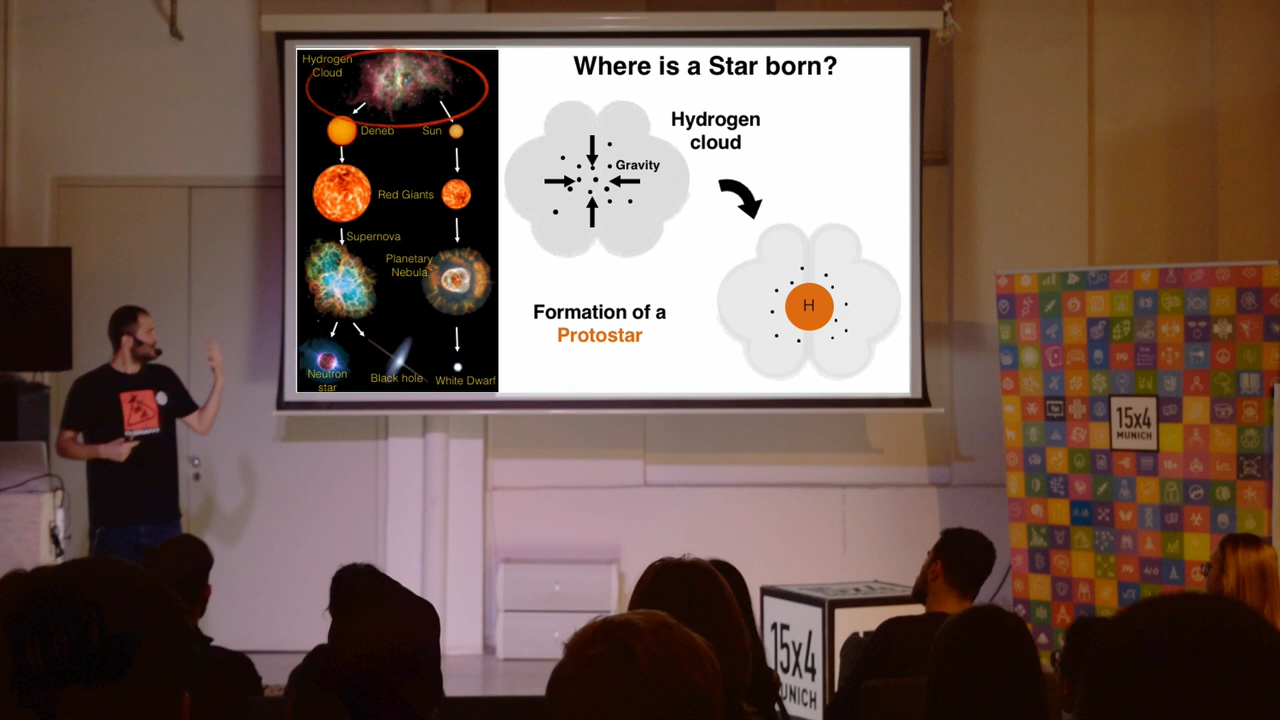 Where is a Star born?
Hydrogen
Cloud
Deneb
Sun
Red Giants
Supernova
Planetary
Nebula
Neutron
star
Black hole
White Dwarf
Hydrogen
cloud
Gravity
H
Formation of a
Protostar
15x4
MUNICH
15x4
MUNICH